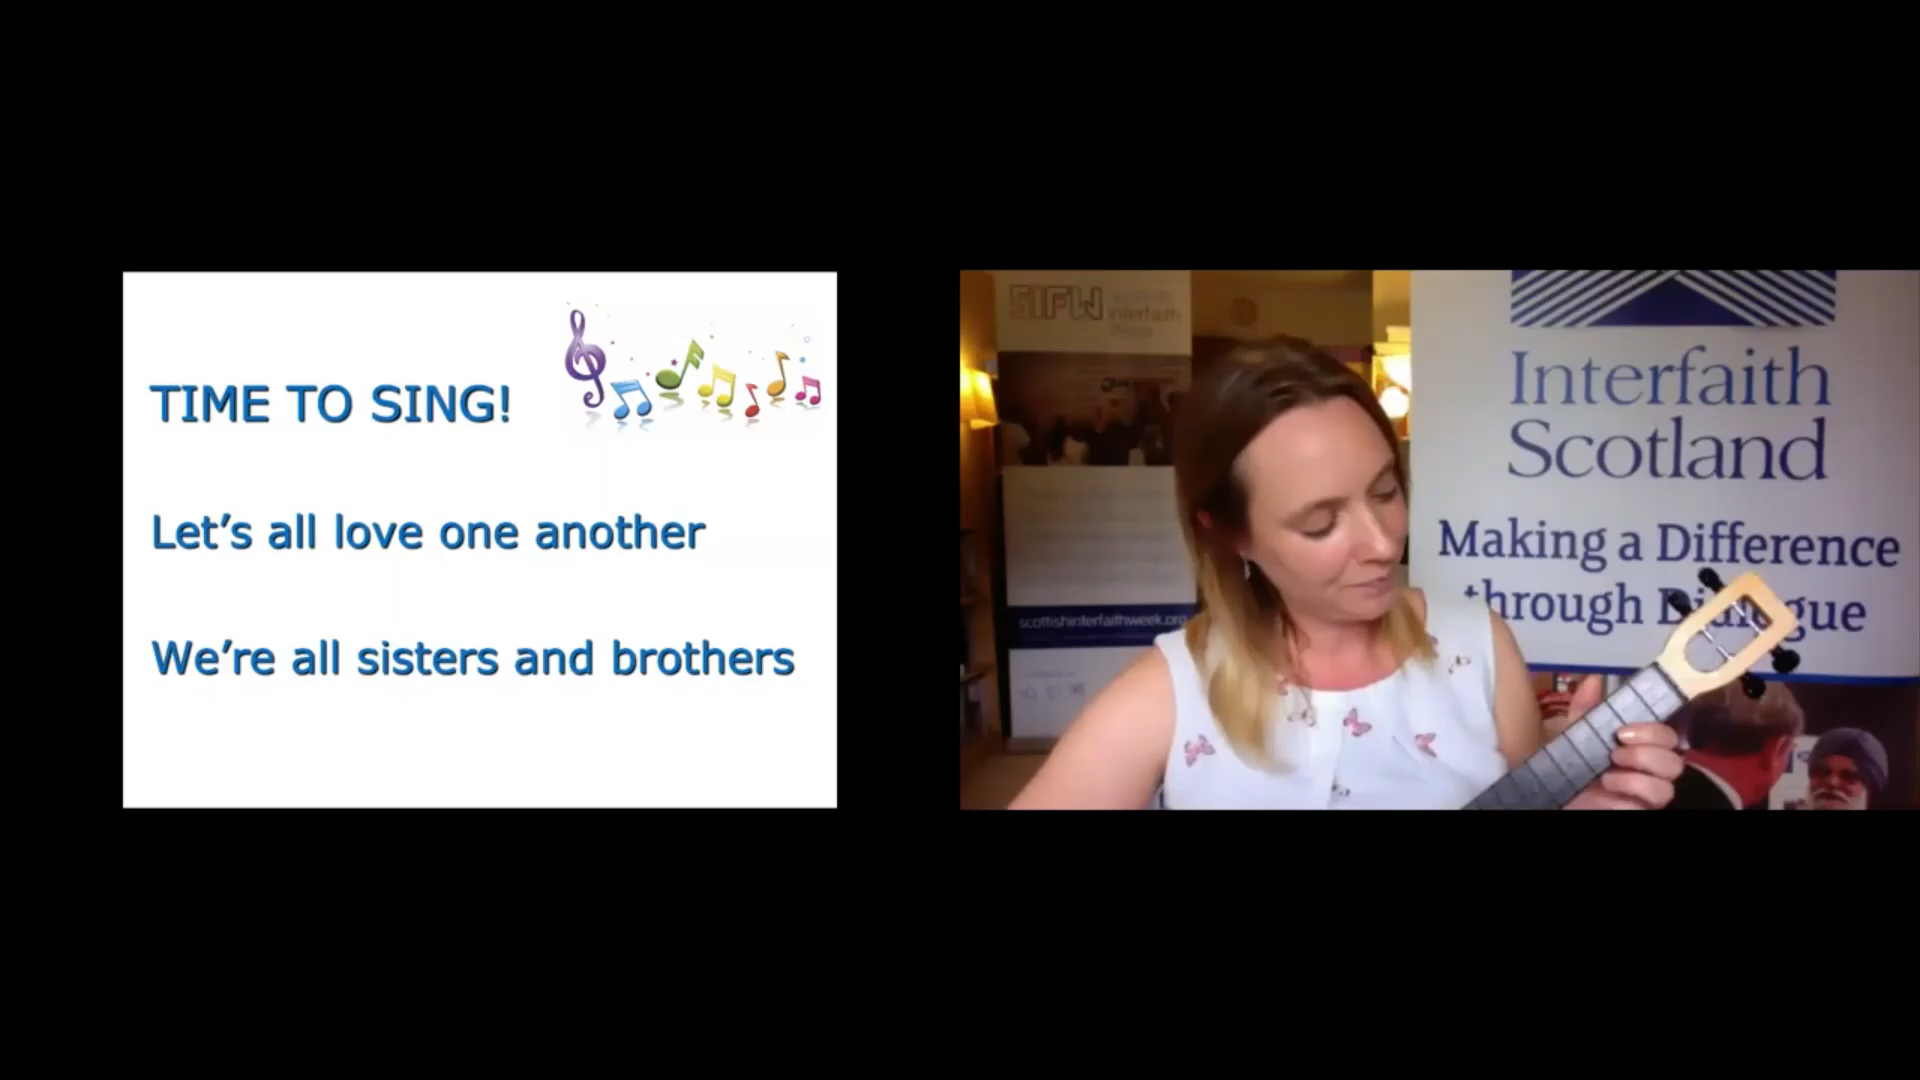 TIME TO SING!
Let's all love one another
We're all sisters and brothers
SIFW
interfaith
scottishinterfaithweek.org
Interfaith
Scotland
Making a Difference
through Dialogue